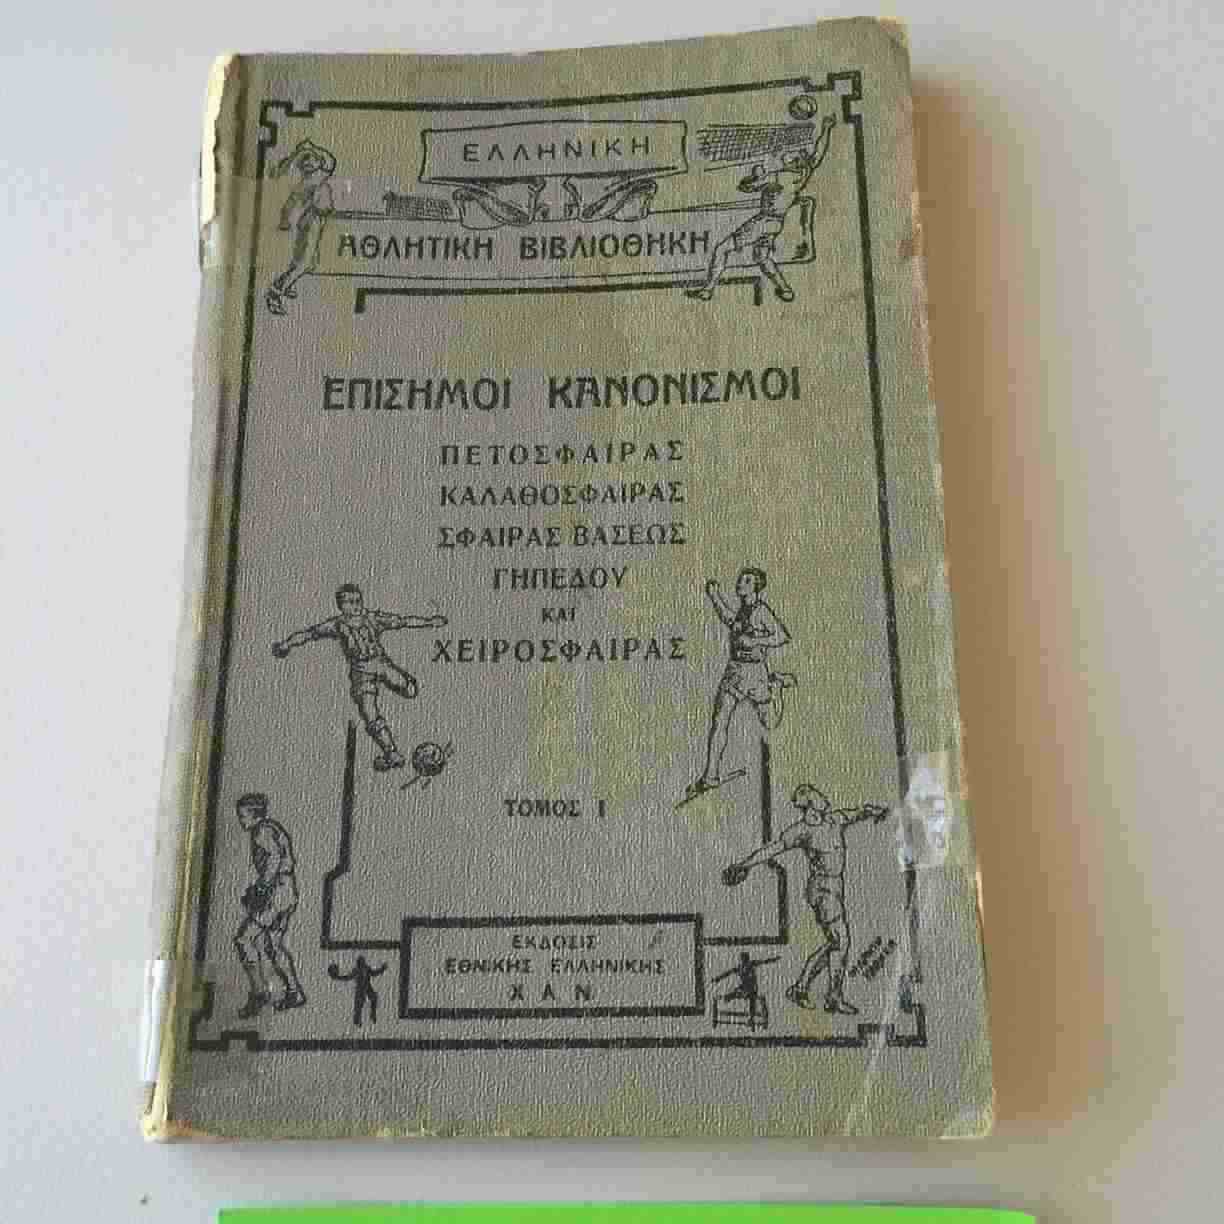 ΕΛΛΗΝΙΚΗ
ΑΘΛΗΤΙΚΗ ΒΙΒΛΙΟΘΗΚΗ
ΕΠΙΣΗΜΟΙ ΚΑΝΟΝΙΣΜΟΙ
ΠΕΤΟΣΦΑΙΡΑΣ
ΚΑΛΑΘΟΣΦΑΙΡΑΣ
ΣΦΑΙΡΑΣ ΒΑΣΕΩΣ
ΓΗΠΕΔΟΥ
ΚΑΙ
ΧΕΙΡΟΣΦΑΙΡΑΣ
ΤΟΜΟΣ Ι
ΕΚΔΟΣΙΣ
ΕΘΝΙΚΗΣ ΕΛΛΗΝΙΚΗΣ
Χ Α Ν